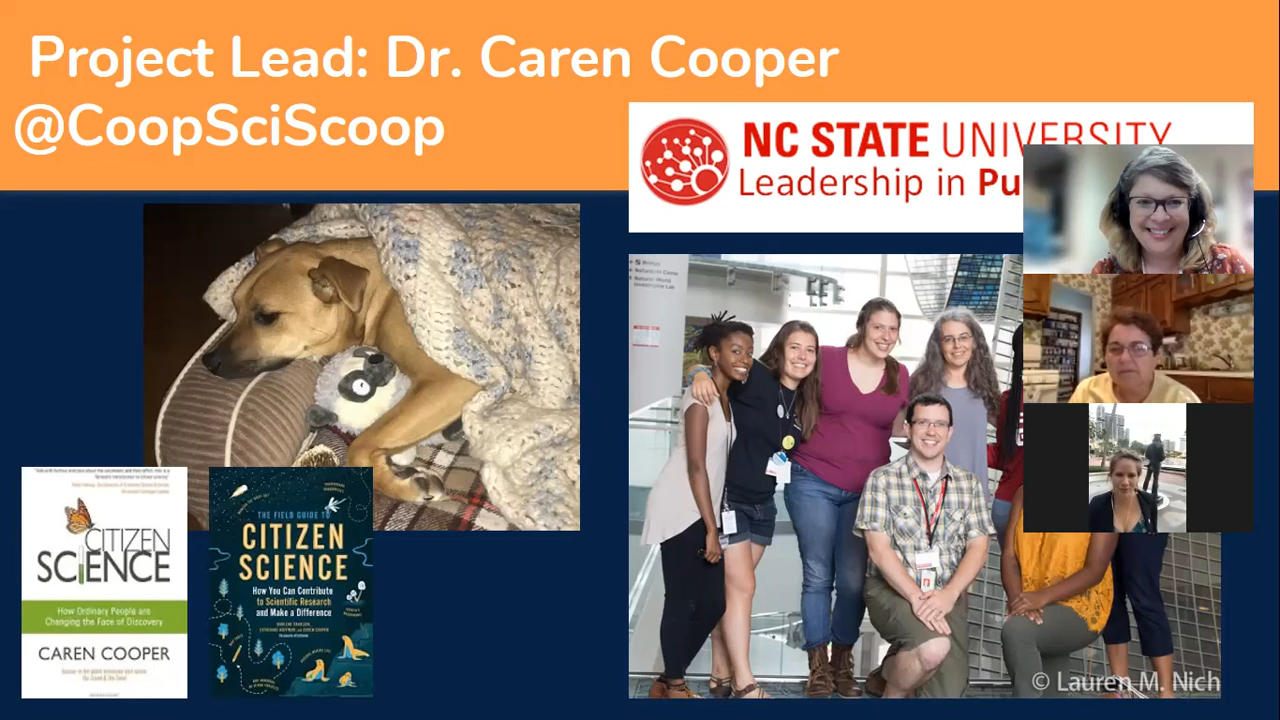 Project Lead: Dr. Caren Cooper
@CoopSciScoop
NC STATE UNIVERSITY
Leadership in Pu
CITIZEN
SCIENCE
How Ordinary People are
Changing the Face of Discovery
CAREN COOPER
THE FIELD GUIDE TO
CITIZEN
SCIENCE
How You Can Contribute
to Scientific Research
and Make a Difference
© Lauren M. Nich